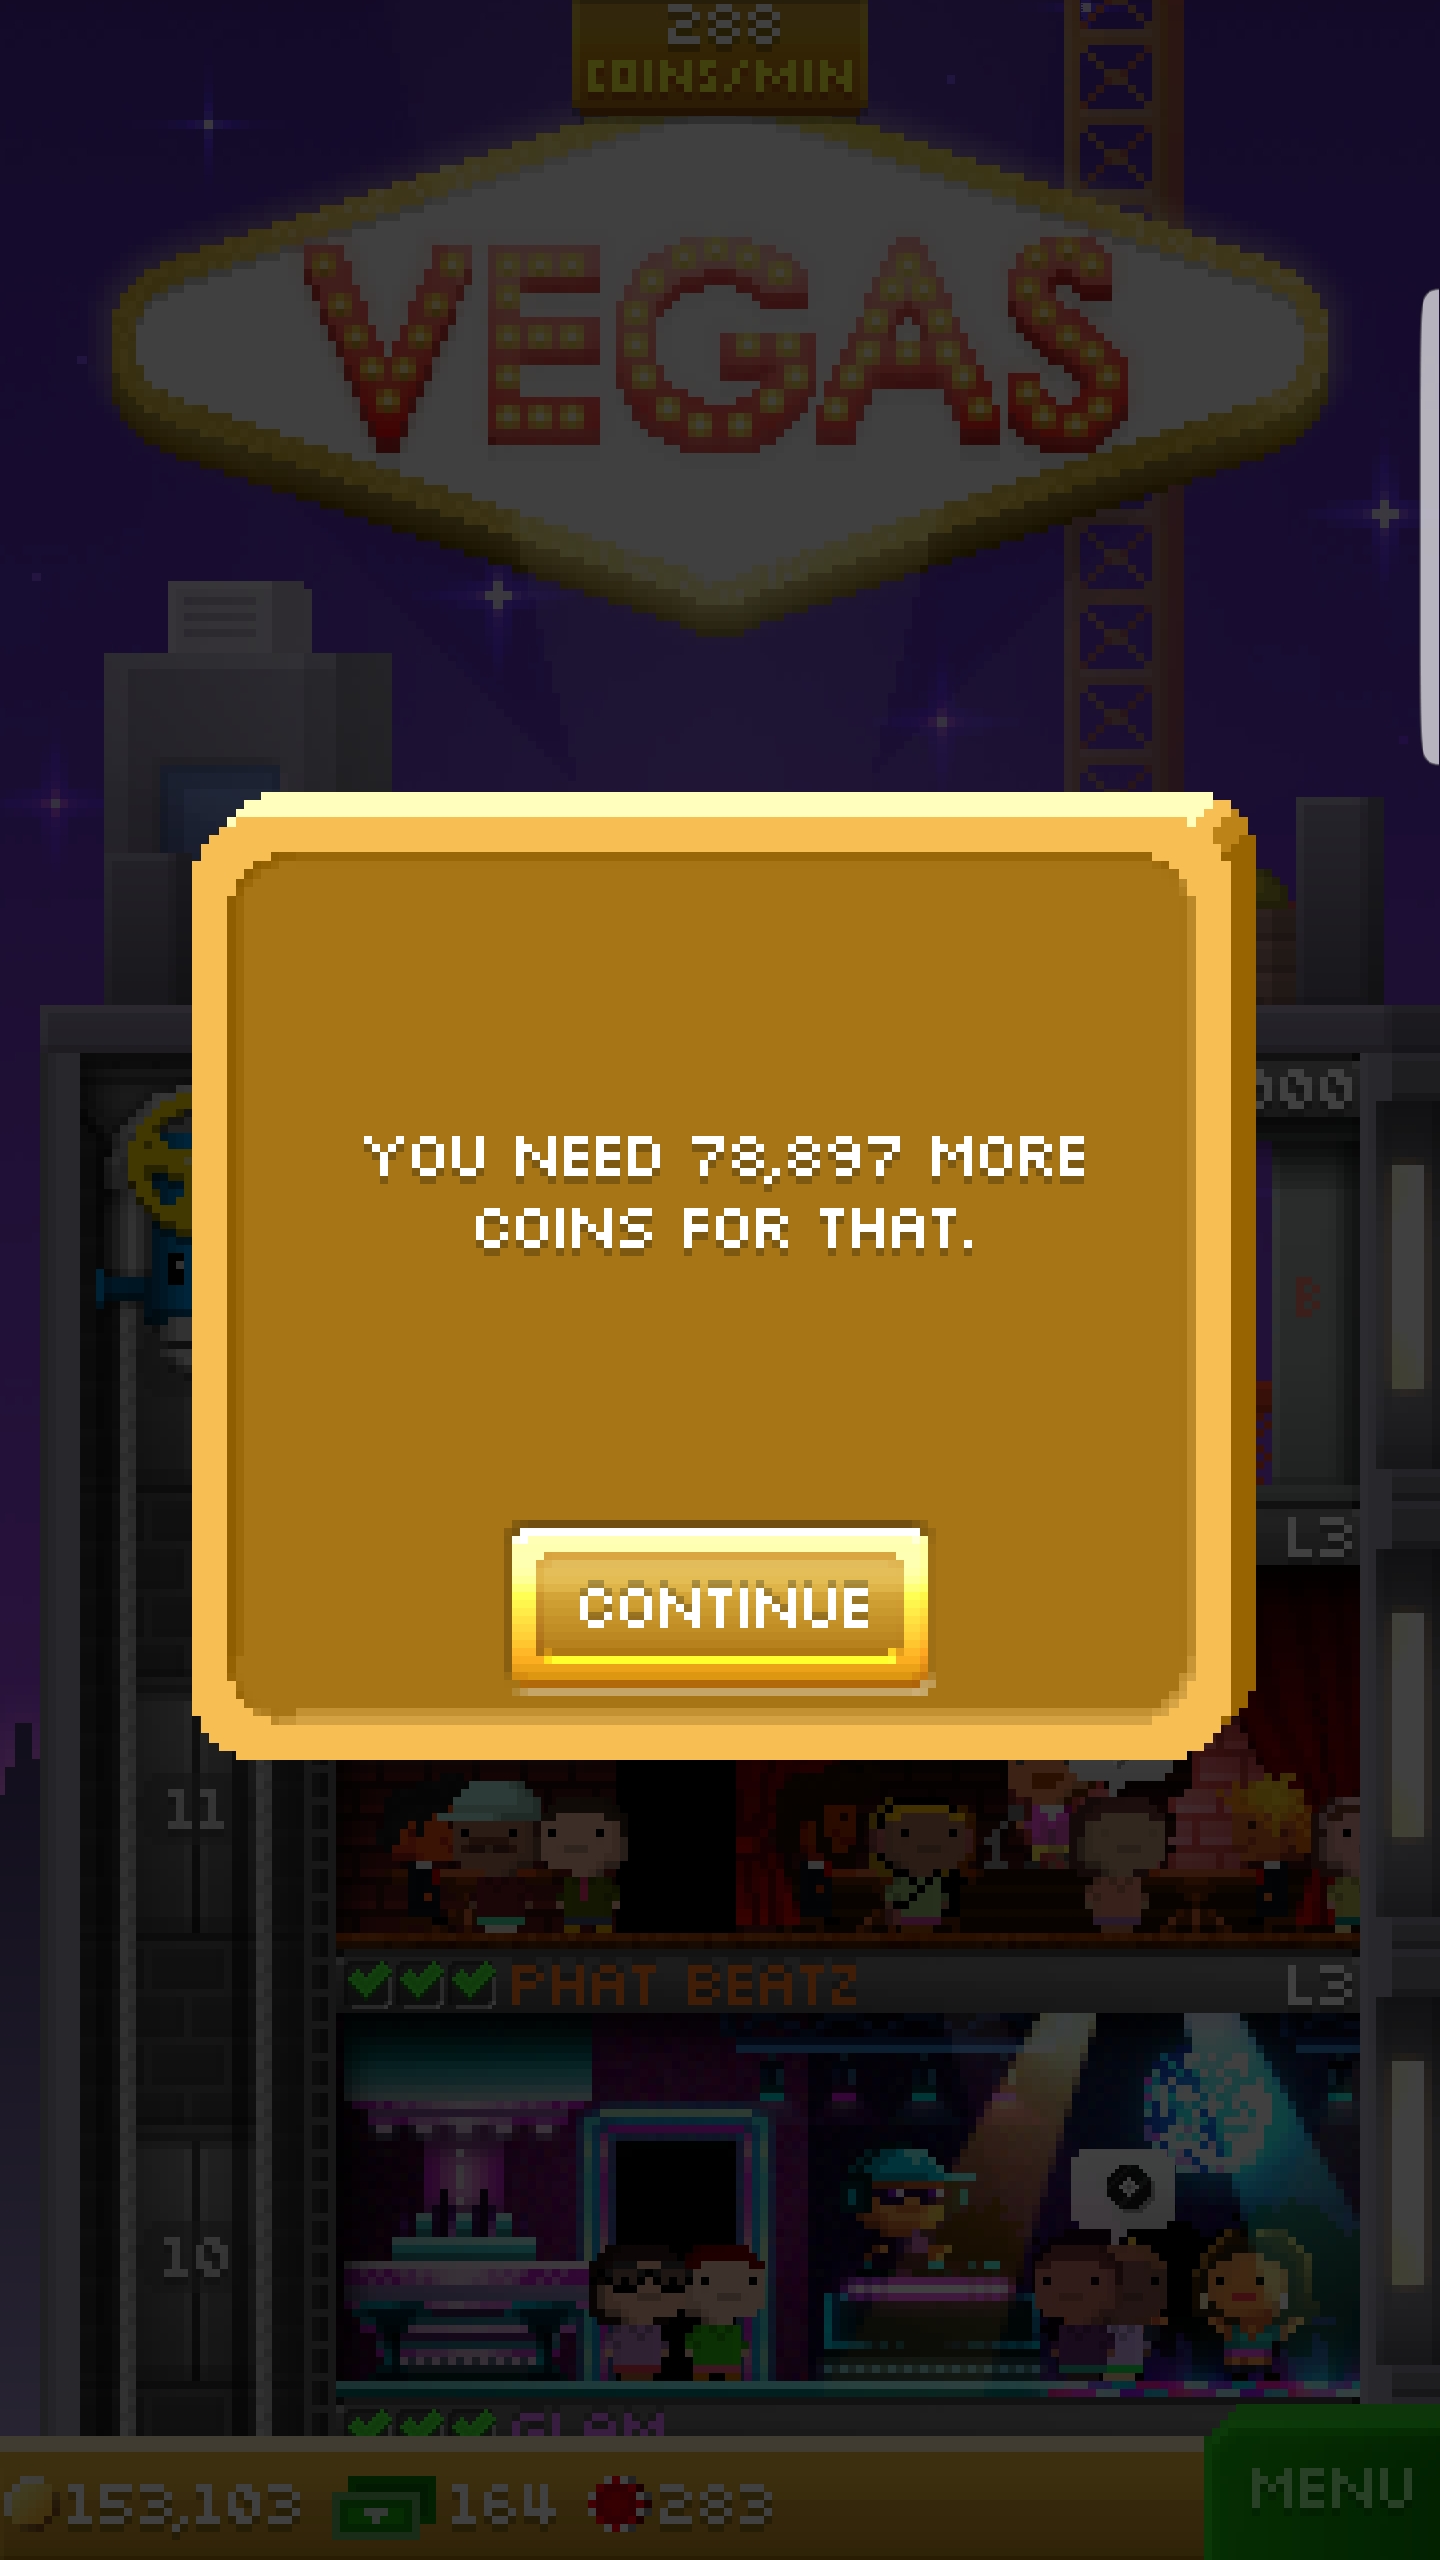 288
COINS/MIN
VEGAS
000
B
YOU NEED 78,897 MORE
COINS FOR THAT.
L3
CONTINUE
11
PHAT BEATZ L3
10
GLAM
153,103 164 283 MENU